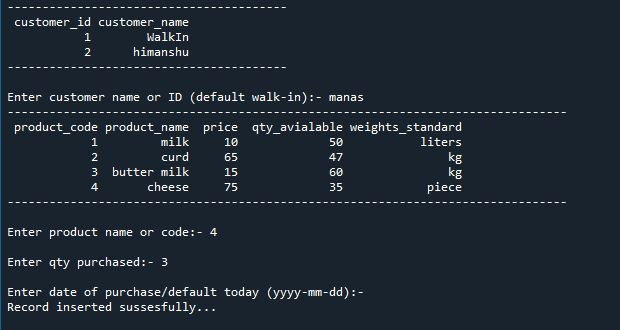 ----------------------------------------
customer_id customer_name
1 WalkIn
2 himanshu
----------------------------------------
Enter customer name or ID (default walk-in):- manas
--------------------------------------------------------------------------------
product_code product_name price qty_avialable weights_standard
1 milk 10 50 liters
2 curd 65 47 kg
3 butter milk 15 60 kg
4 cheese 75 35 piece
--------------------------------------------------------------------------------
Enter product name or code:- 4
Enter qty purchased:- 3
Enter date of purchase/default today (yyyy-mm-dd):-
Record inserted sussesfully...